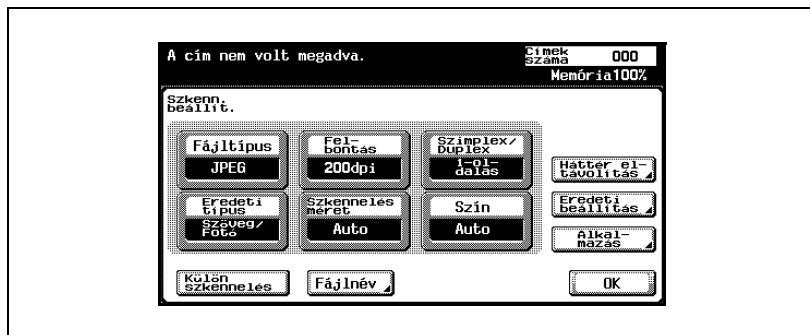 A cím nem volt megadva.
Címek
száma 000
Memória100%
Szkenn.
beállít.
Fájltípus
JPEG
Fel-
bontás
200dpi
Szimplex/
Duplex
1-ol-
dalas
Háttér el-
távolítás
Eredeti
típus
Szöveg/
Fotó
Szkennelés
méret
Auto
Szín
Auto
Eredeti
beállítás
Alkal-
mazás
Külön
szkennelés
Fájlnév
OK